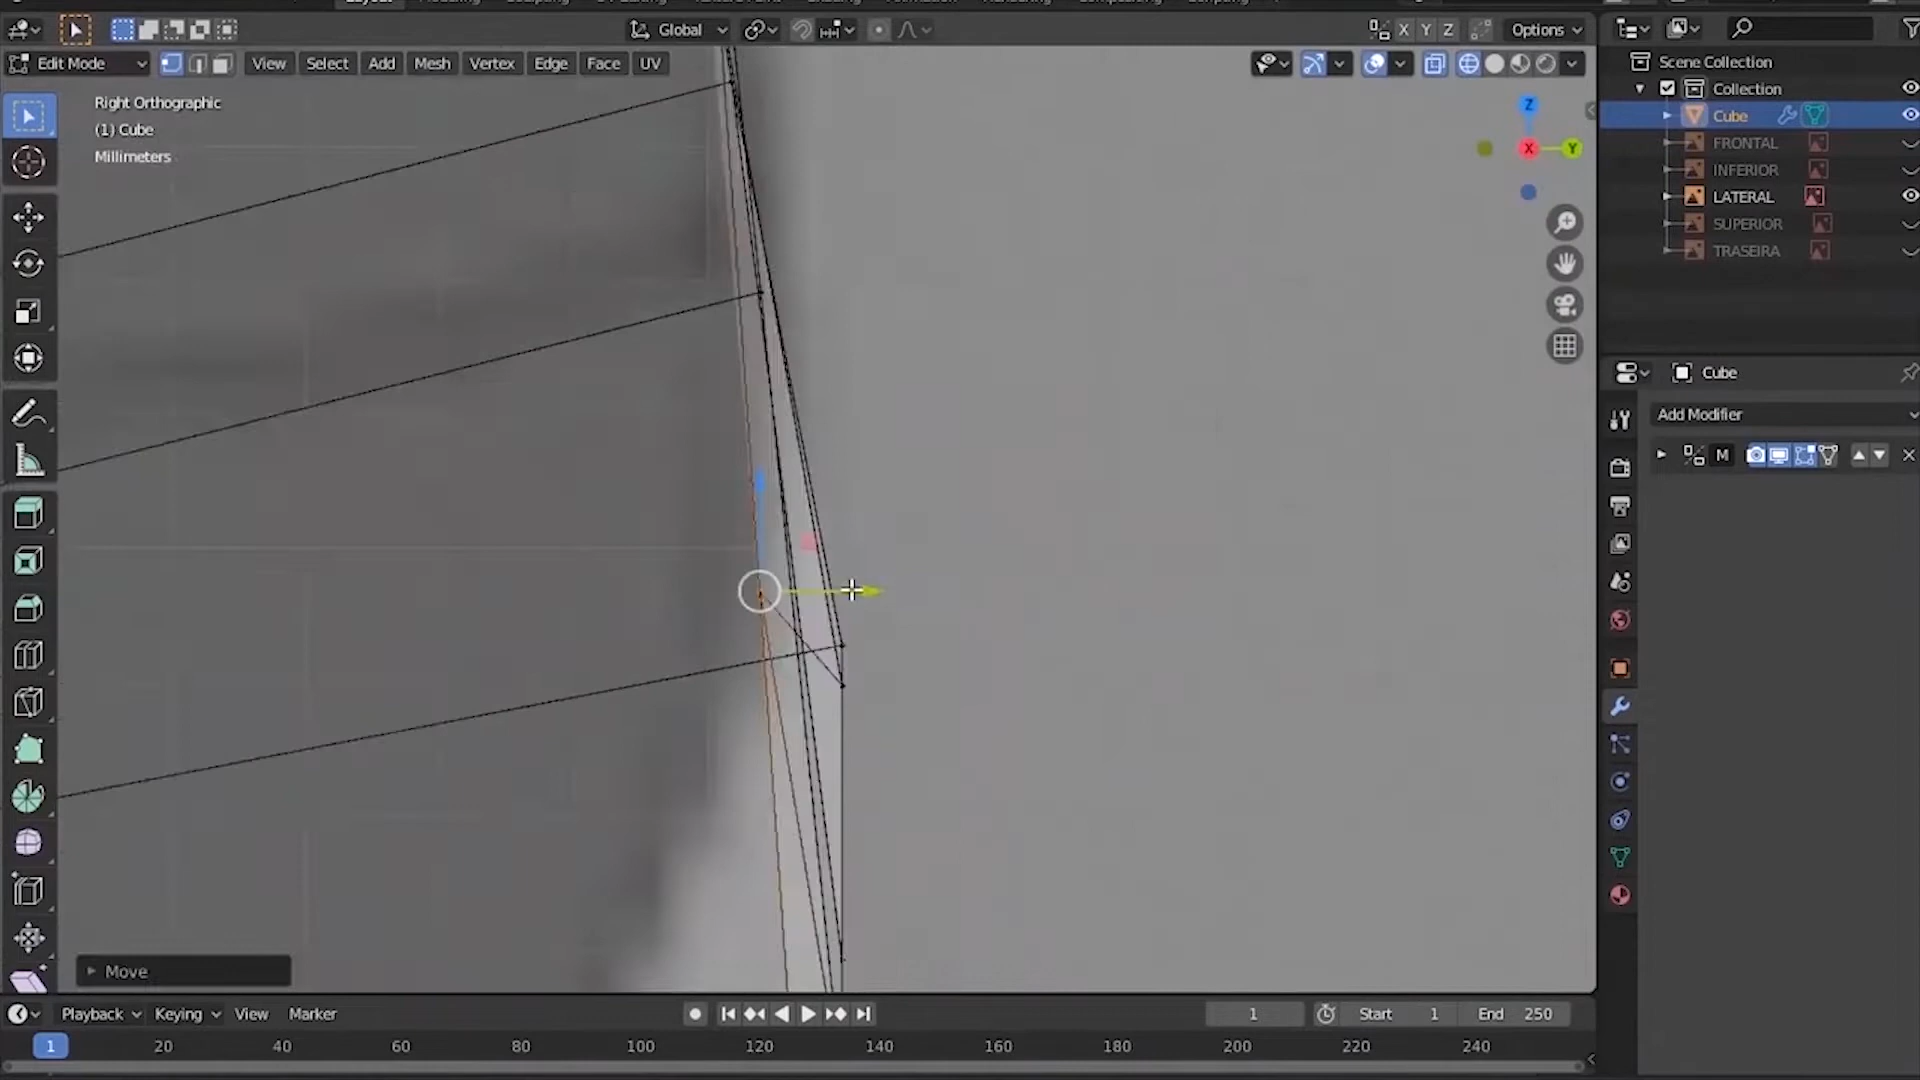 Global
X Y Z
Options
Edit Mode
View Select Add Mesh Vertex Edge Face UV
Right Orthographic
(1) Cube
Millimeters
Z
X
Y
Scene Collection
Collection
Cube
FRONTAL
INFERIOR
LATERAL
SUPERIOR
TRASEIRA
Cube
Add Modifier
M
Move
Playback Keying View Marker
1 Start 1 End 250
1 20 40 60 80 100 120 140 160 180 200 220 240